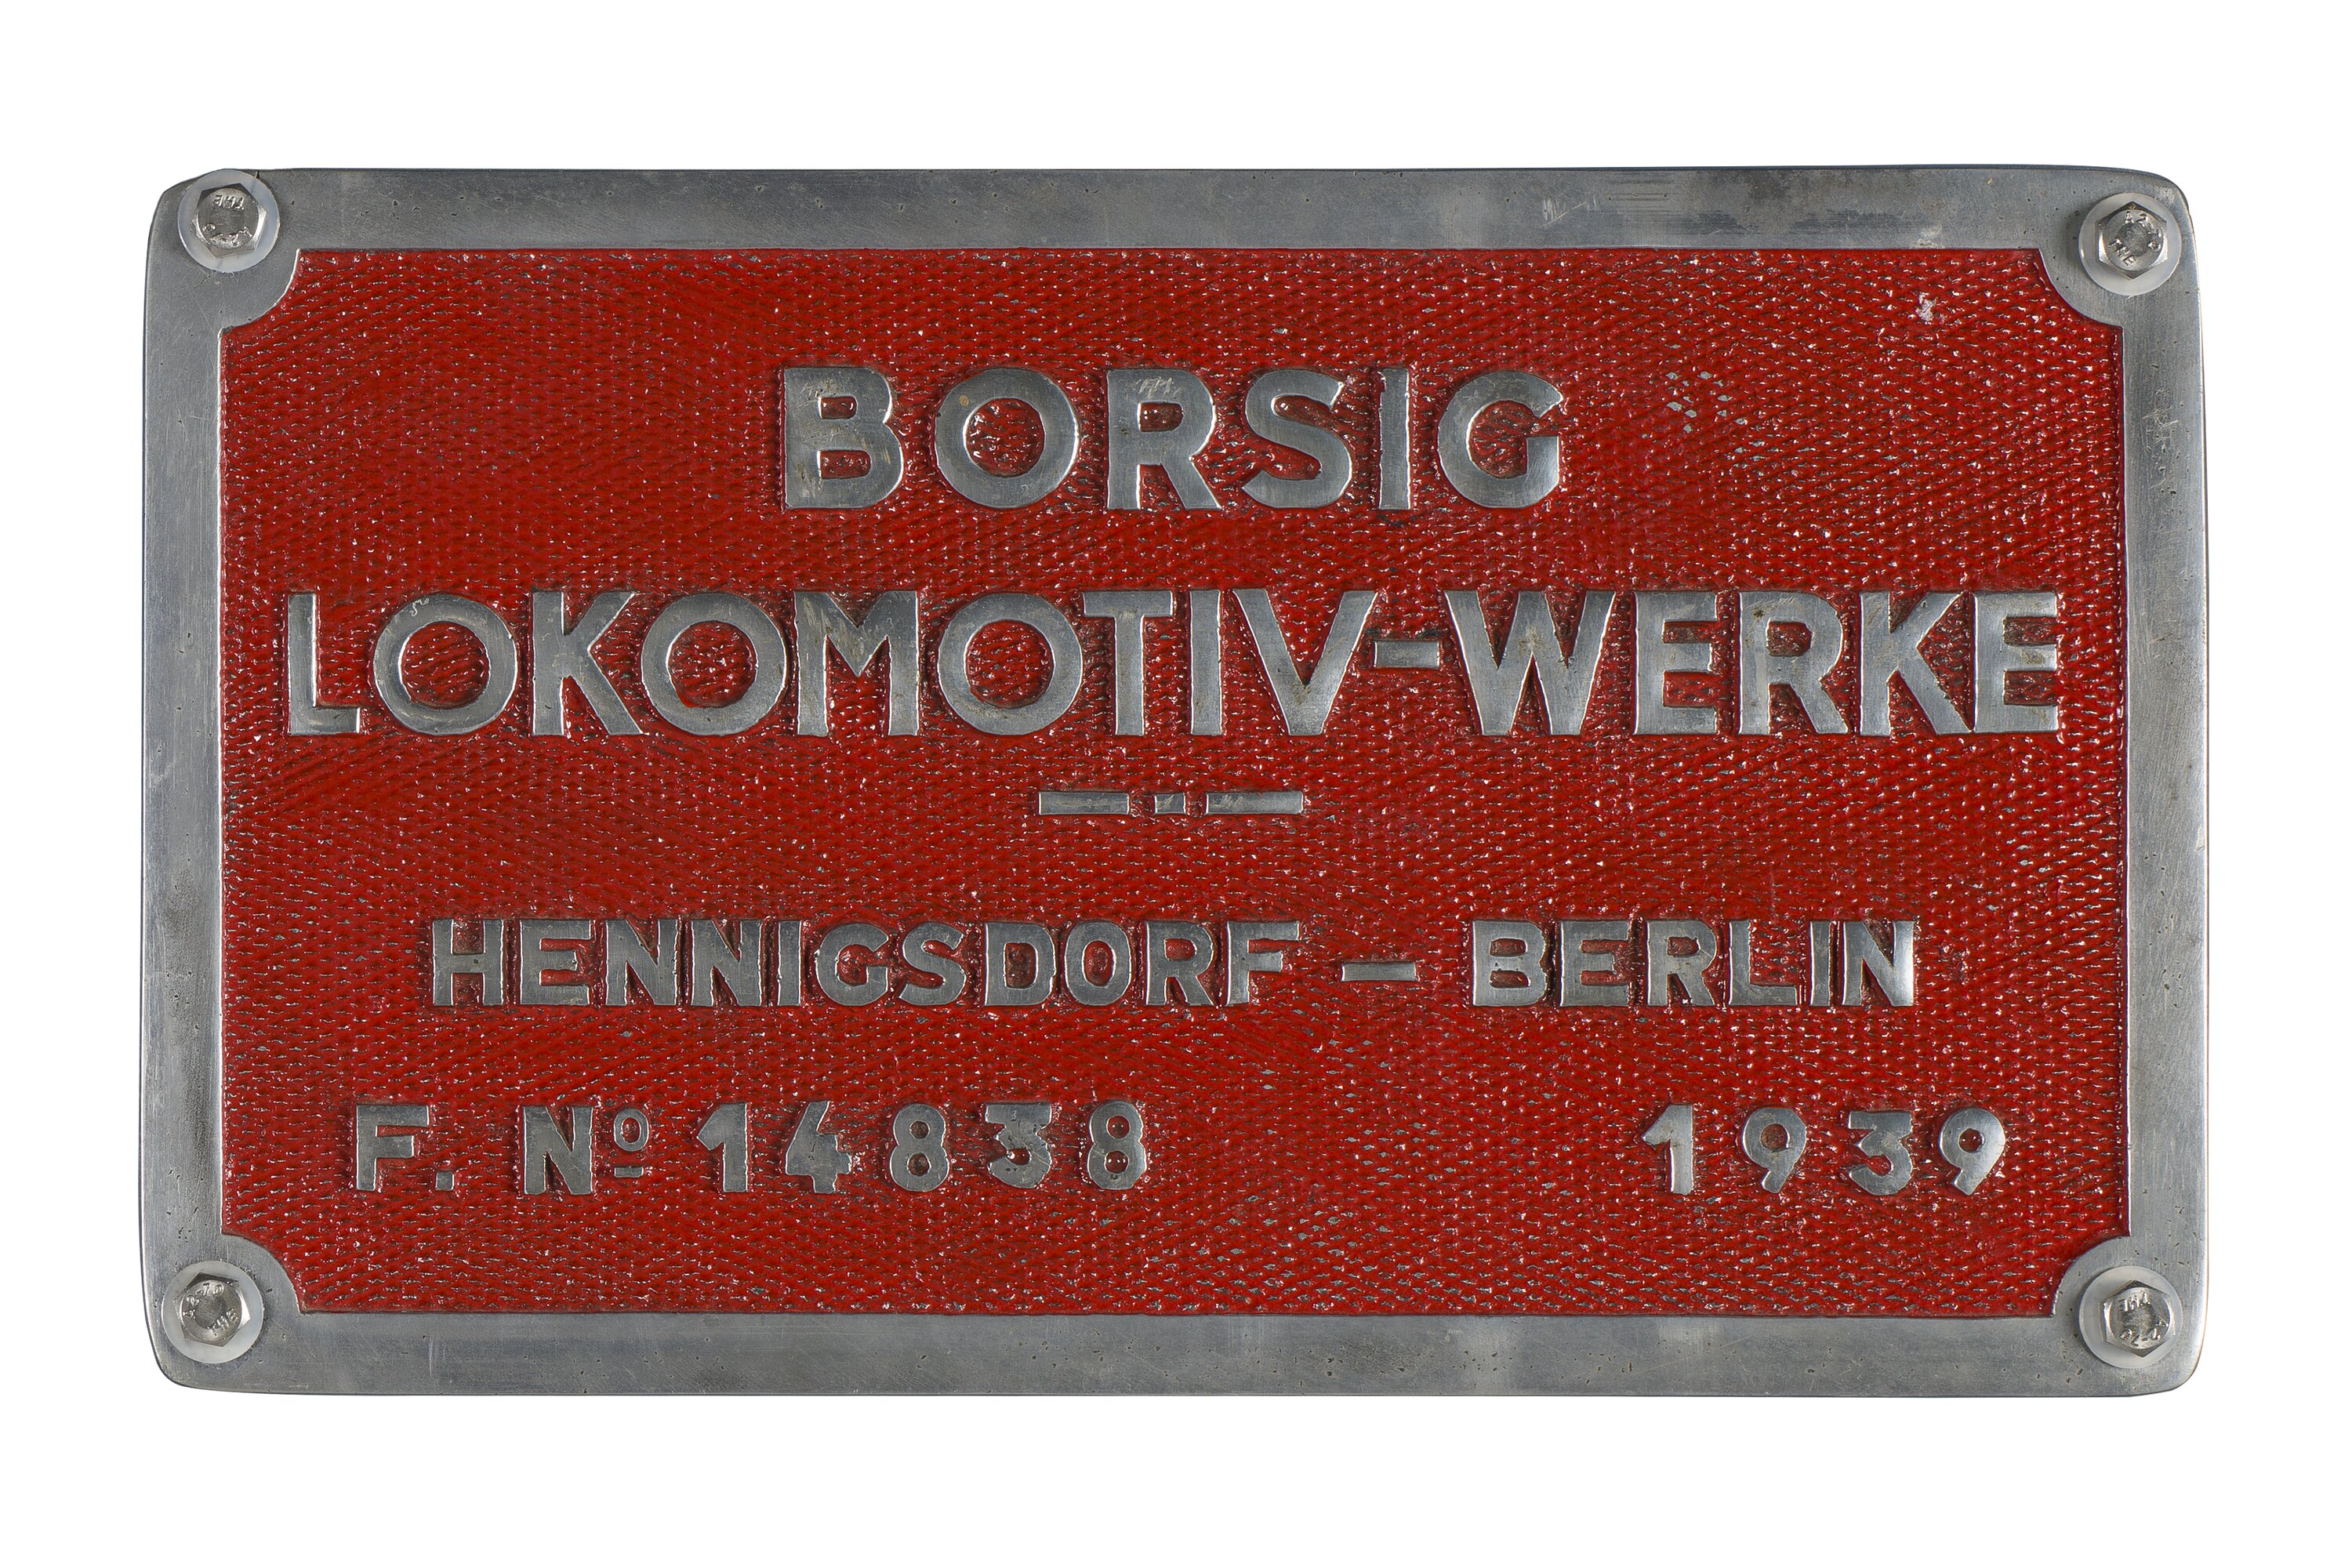 BORSIG
LOKOMOTIV-WERKE
HENNIGSDORF – BERLIN
F. Nº 14838 1939